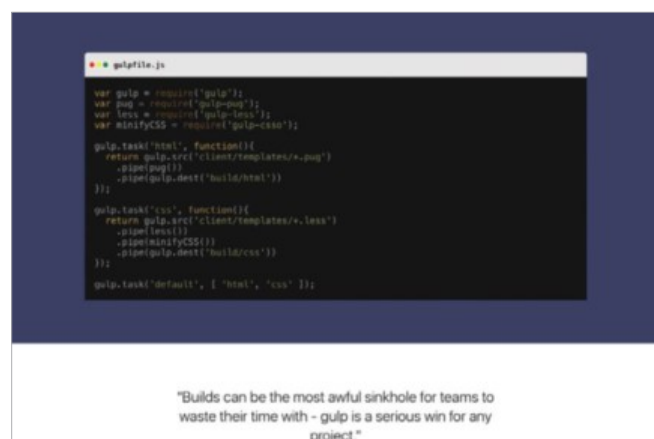 gulpfile.js
var gulp = require('gulp');
var pug = require('gulp-pug');
var less = require('gulp-less');
var minifyCSS = require('gulp-csso');
gulp.task('html', function(){
return gulp.src('client/templates/*.pug')
.pipe(pug())
.pipe(gulp.dest('build/html'))
});
gulp.task('css', function(){
return gulp.src('client/templates/*.less')
.pipe(less())
.pipe(minifyCSS())
.pipe(gulp.dest('build/css'))
});
gulp.task('default', [ 'html', 'css' ]);
"Builds can be the most awful sinkhole for teams to
waste their time with - gulp is a serious win for any
project."